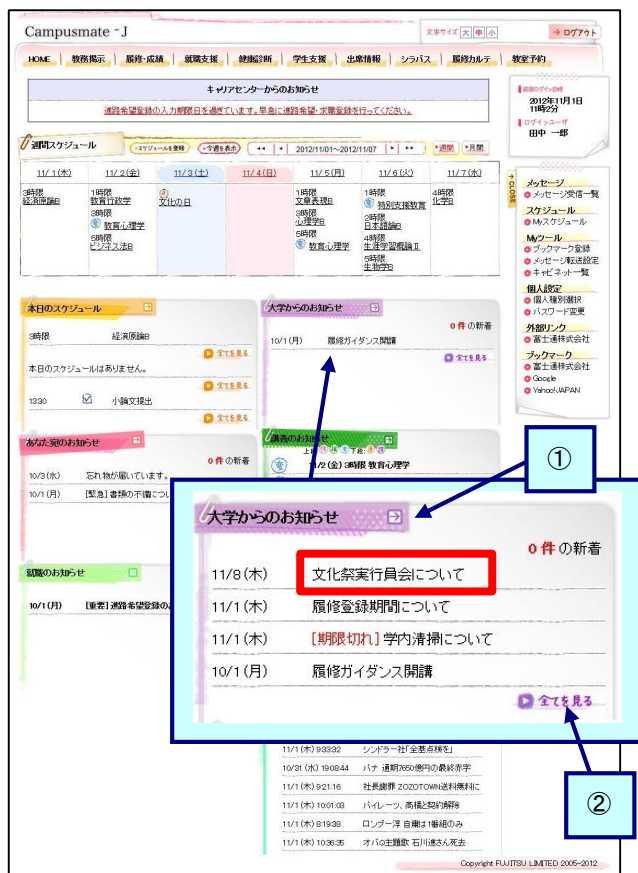 Campusmate-J
文字サイズ 大 中 小
ログアウト
HOME 教務掲示 履修・成績 就職支援 健康診断 学生支援 出席情報 シラバス 履修カルテ 教室予約
キャリアセンターからのお知らせ
進路希望登録の入力期限日を過ぎています。早急に進路希望・求職登録を行ってください。
前回ログイン日時
2012年11月1日
11時2分
ログインユーザ
田中 一郎
週間スケジュール
スケジュールを登録
今週を表示
2012/11/01~2012/11/07
週間 月間
11/1(木) 11/2(金) 11/3(土) 11/4(日) 11/5(月) 11/6(火) 11/7(水)
3時限
経済原論B
1時限
教育行政学
3時限
変 教育心理学
5時限
ビジネス法B
文化の日
1時限
文章表現B
3時限
心理学B
5時限
変 教育心理学
1時限
変 特別支援教育
2時限
日本語論B
4時限
生涯学習概論Ⅱ
5時限
生物学B
4時限
化学B
CLOSE
メッセージ
メッセージ受信一覧
スケジュール
Myスケジュール
Myツール
ブックマーク登録
メッセージ転送設定
キャビネット一覧
個人設定
個人種別選択
パスワード変更
外部リンク
富士通株式会社
ブックマーク
富士通株式会社
Google
Yahoo!JAPAN
本日のスケジュール
3時限 経済原論B
全てを見る
本日のスケジュールはありません。
全てを見る
13:30 小論文提出
全てを見る
大学からのお知らせ
0 件 の新着
10/1(月) 履修ガイダンス開講
全てを見る
あなた宛のお知らせ
0 件 の新着
10/3(水) 忘れ物が届いています。
10/1(月) [緊急] 書類の不備につい
講義のお知らせ
変 11/2(金) 3時限 教育心理学
就職のお知らせ
10/1(月) [重要] 進路希望登録の
①
大学からのお知らせ
0 件 の新着
11/8(木) 文化祭実行員会について
11/1(木) 履修登録期間について
11/1(木) [期限切れ] 学内清掃について
10/1(月) 履修ガイダンス開講
全てを見る
②
11/1(木) 9:33:32 シンドラー社「全基点検を」
10/31(水) 19:08:44 パナ 通期7650億円の最終赤字
11/1(木) 9:21:16 社長謝罪 ZOZOTOWN送料無料に
11/1(木) 10:01:03 パイレーツ、高橋と契約解除
11/1(木) 8:19:38 ロンブー淳 自粛は1番組のみ
11/1(木) 10:36:35 オバQ主題歌 石川進さん死去
Copyright FUJITSU LIMITED 2005-2012